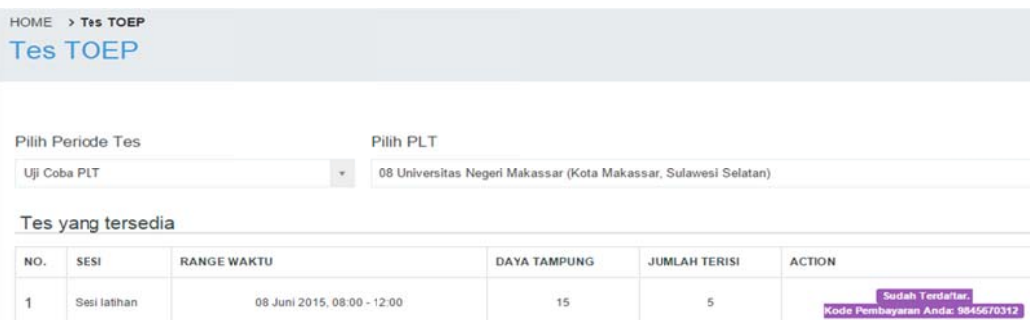 HOME > Tes TOEP
Tes TOEP
Pilih Periode Tes Pilih PLT
Uji Coba PLT 08 Universitas Negeri Makassar (Kota Makassar, Sulawesi Selatan)
Tes yang tersedia
NO. SESI RANGE WAKTU DAYA TAMPUNG JUMLAH TERISI ACTION
1 Sesi latihan 08 Juni 2015, 08:00 - 12:00 15 5 Sudah Terdaftar.
Kode Pembayaran Anda: 9845670312